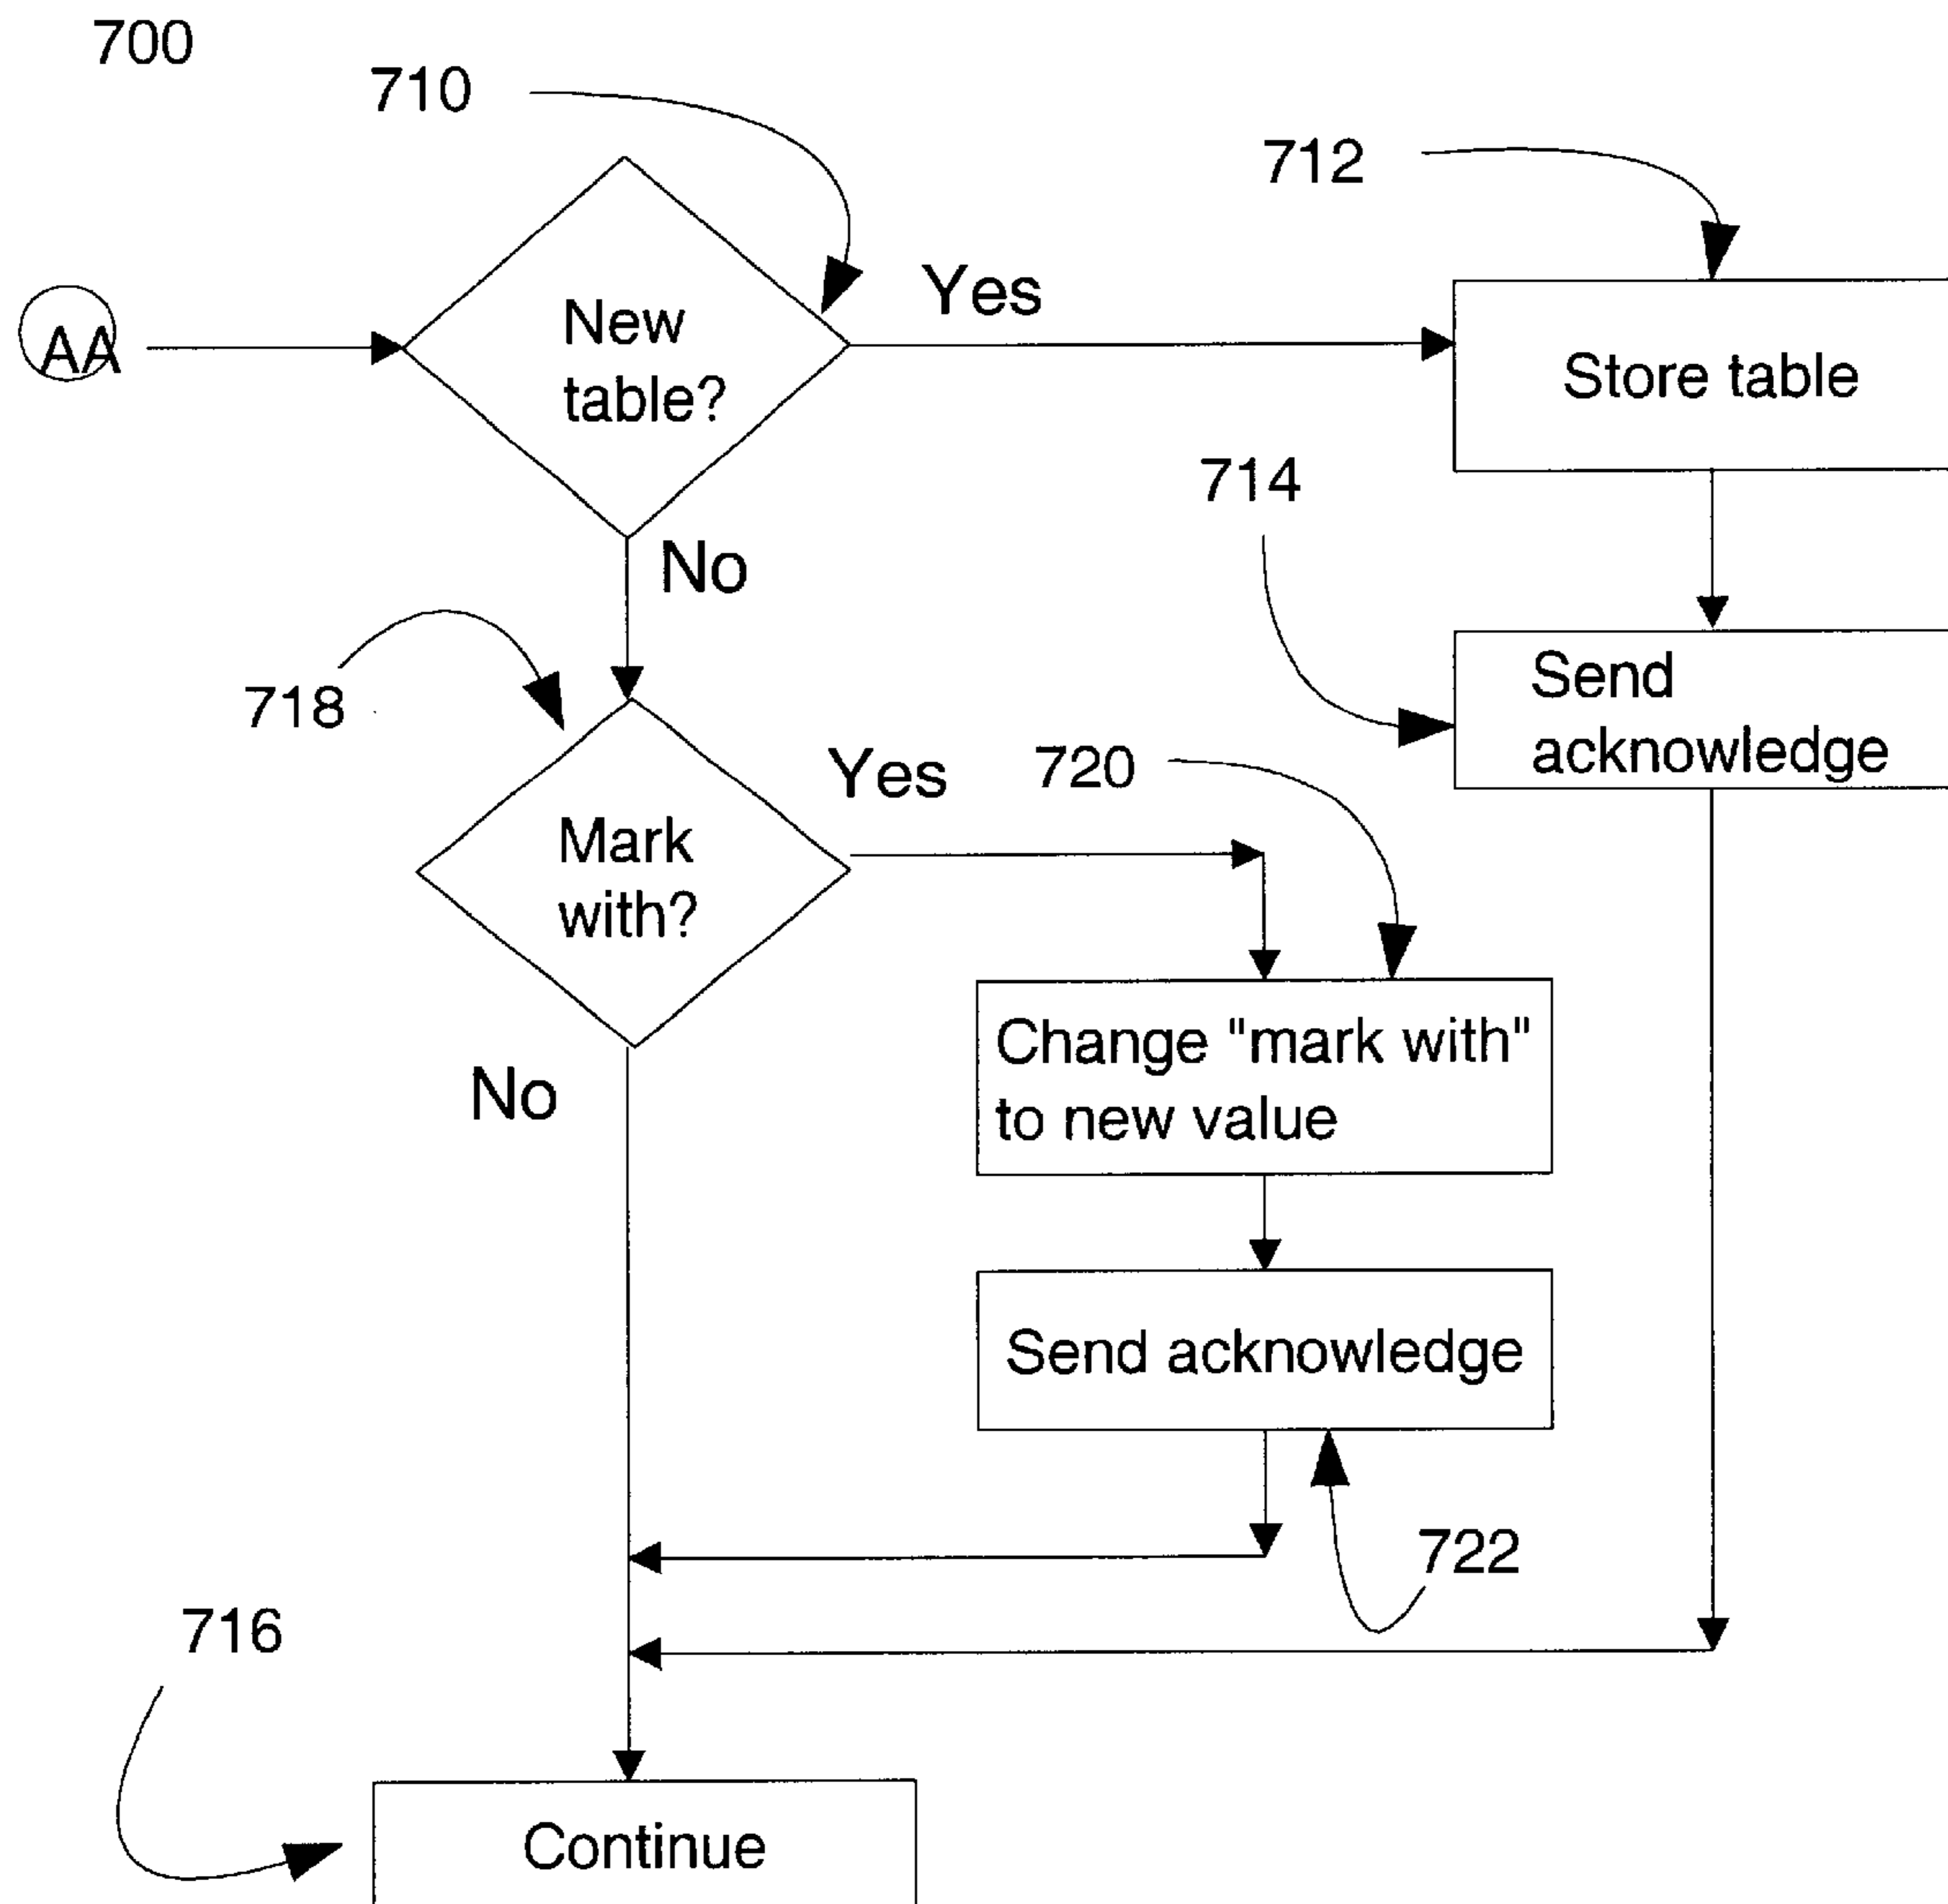 700
710
712
AA
New
table?
Yes
Store table
714
No
718
Send
acknowledge
Yes
720
Mark
with?
Change "mark with"
to new value
No
Send acknowledge
722
716
Continue